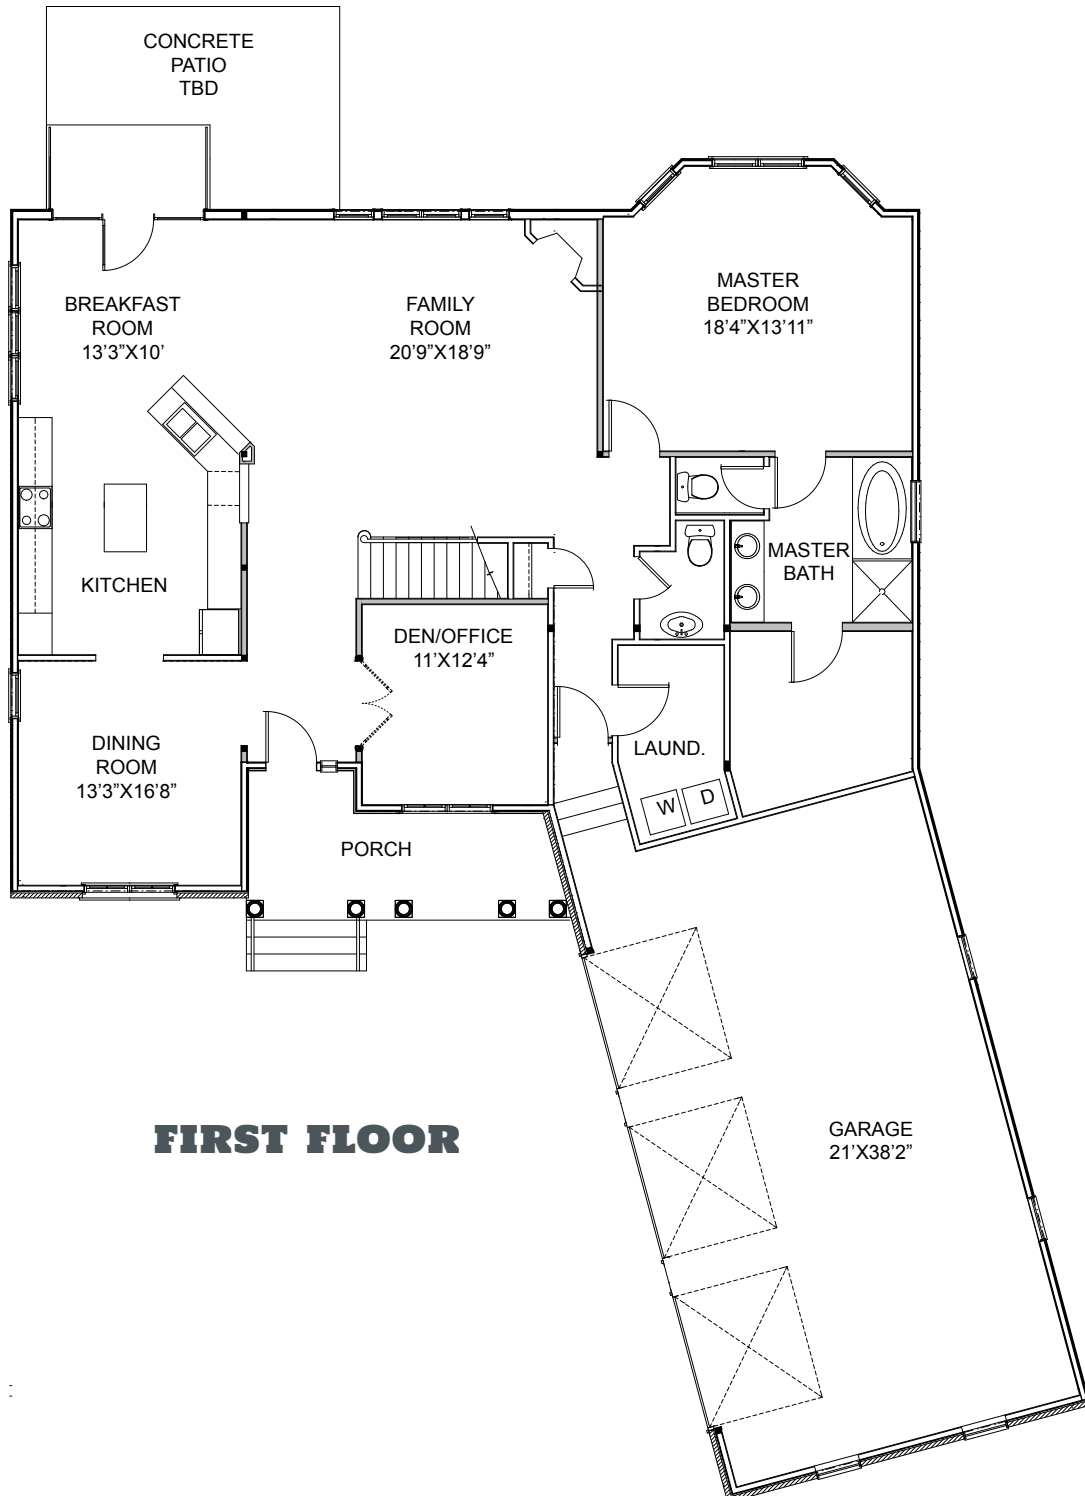 CONCRETE
PATIO
TBD
BREAKFAST
ROOM
13'3”X10'
FAMILY
ROOM
20'9”X18'9”
MASTER
BEDROOM
18'4”X13'11”
KITCHEN
MASTER
BATH
DEN/OFFICE
11'X12'4”
DINING
ROOM
13'3”X16'8”
LAUND.
W
D
PORCH
FIRST FLOOR
GARAGE
21'X38'2”